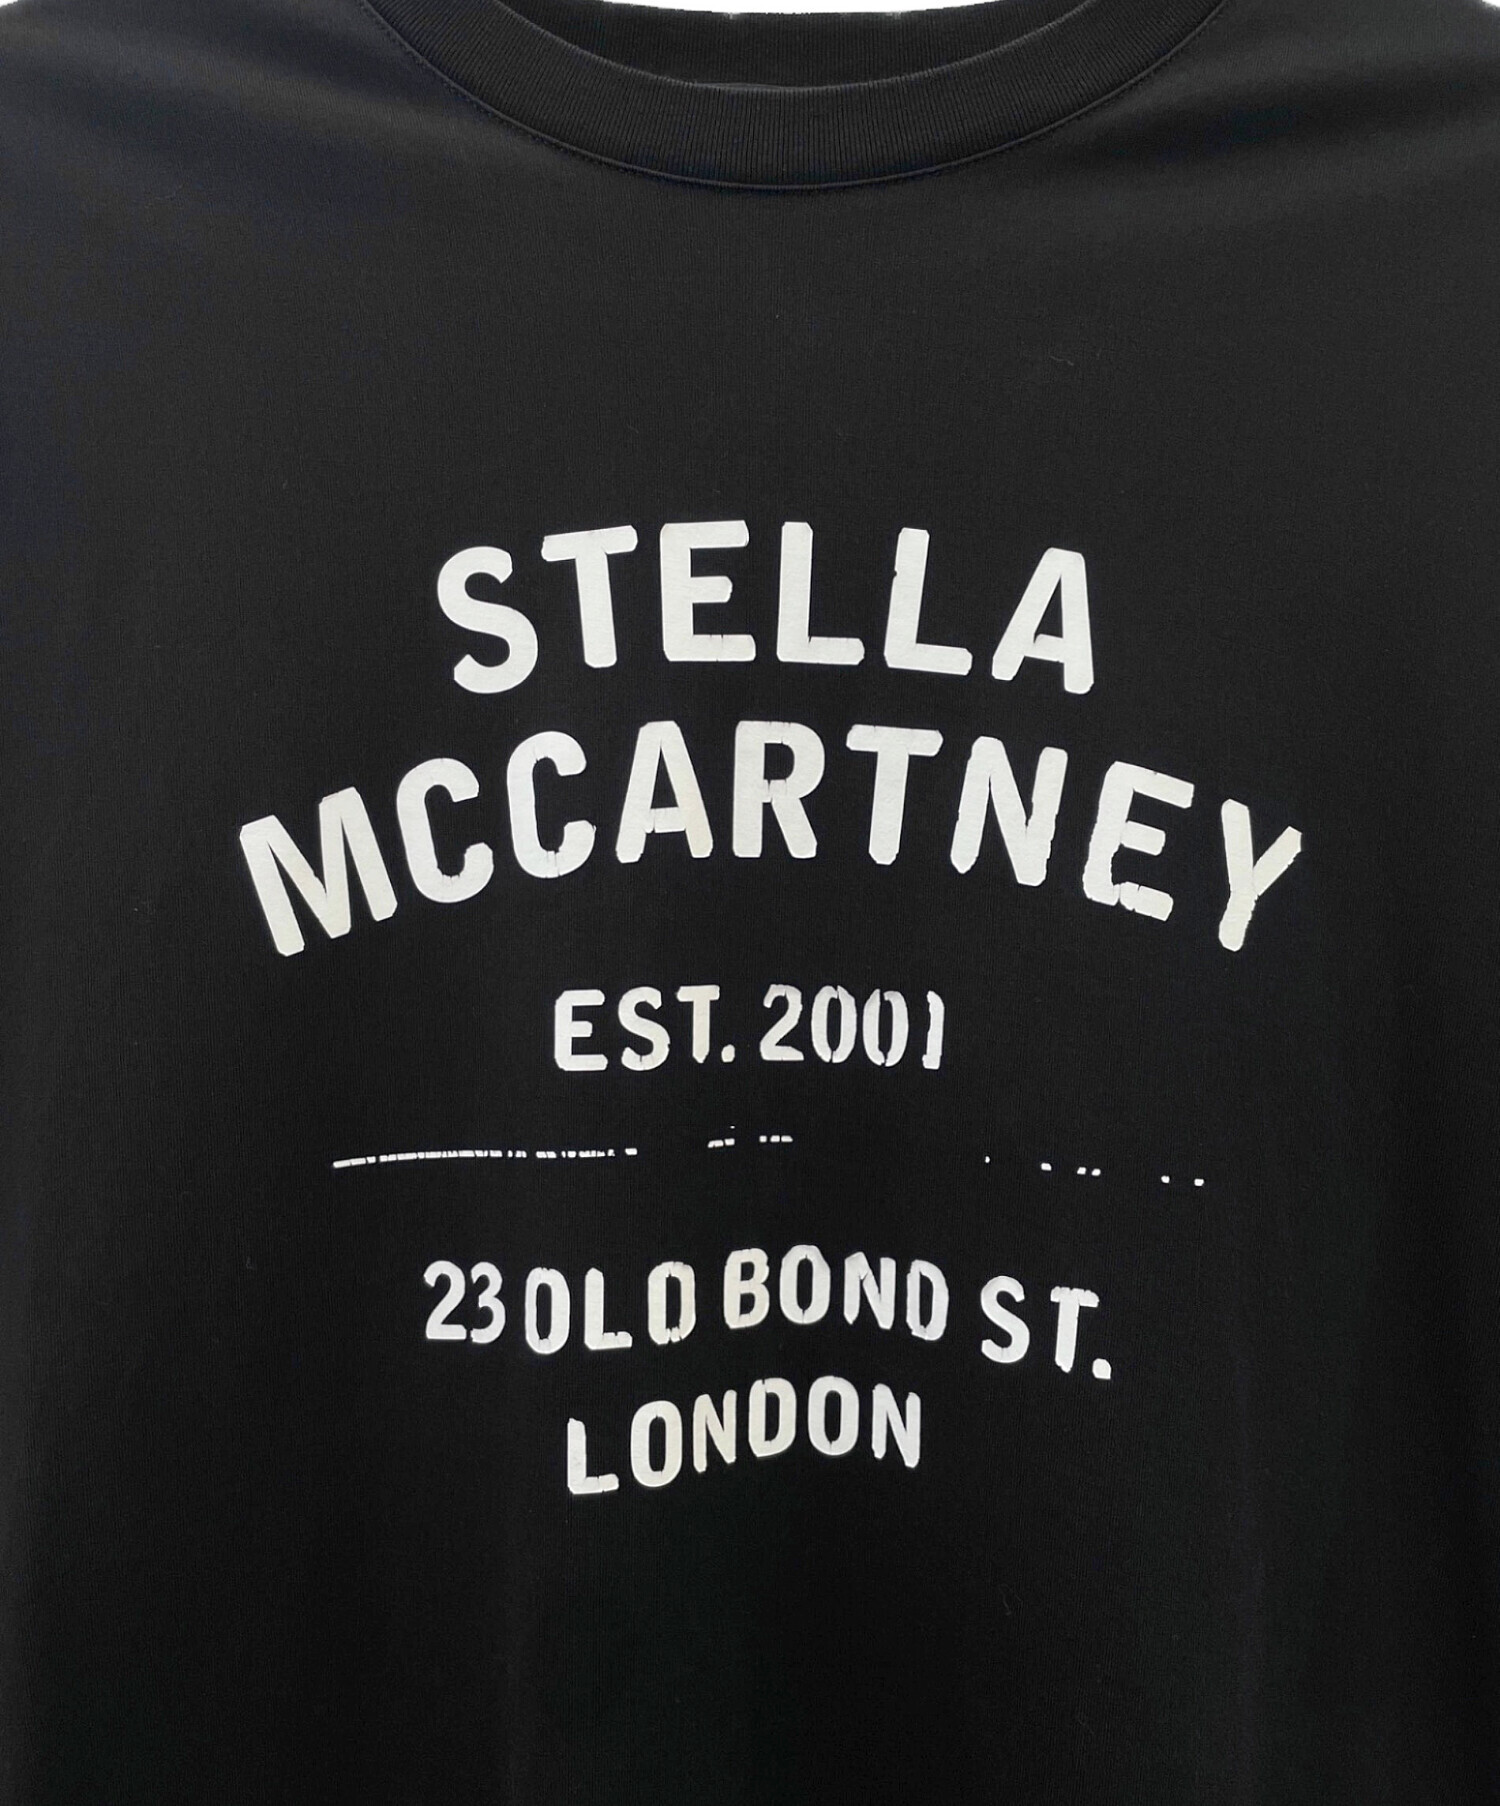 STELLA
MCCARTNEY
EST. 2001
23 OLD BOND ST.
LONDON